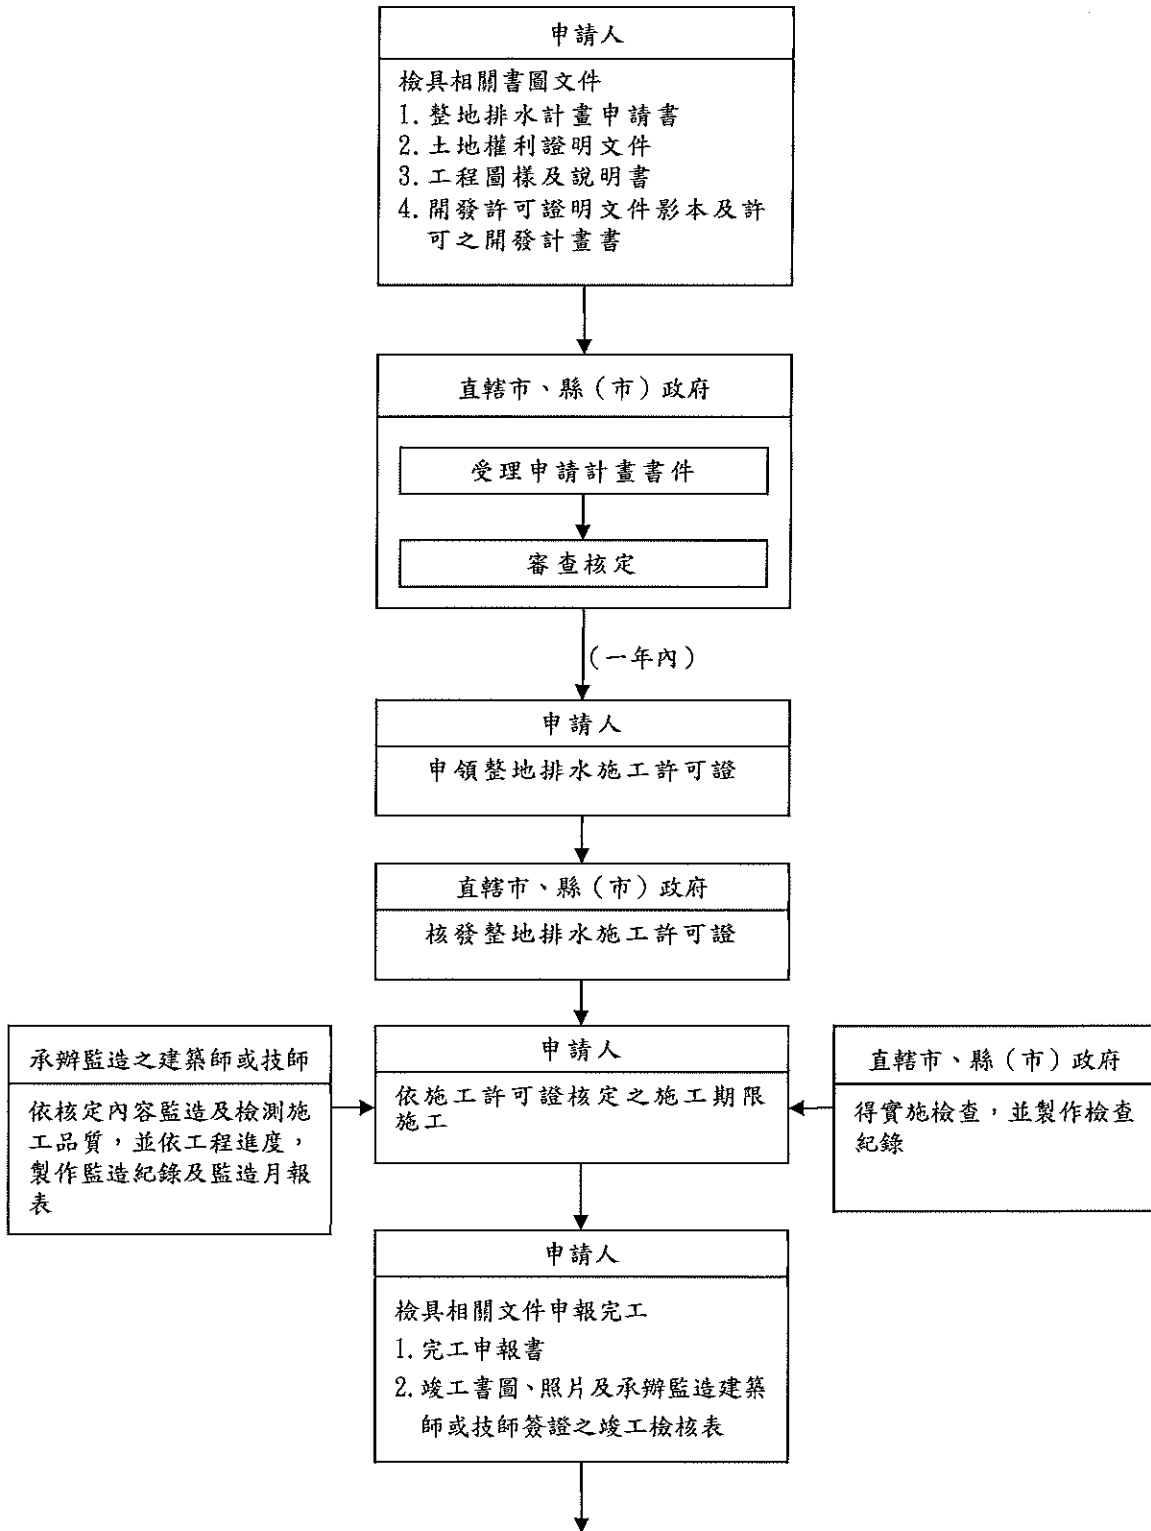 申請人
檢具相關書圖文件
1. 整地排水計畫申請書
2. 土地權利證明文件
3. 工程圖樣及說明書
4. 開發許可證明文件影本及許
可之開發計畫書
直轄市、縣（市）政府
受理申請計畫書件
審查核定
(一年內)
申請人
申領整地排水施工許可證
直轄市、縣（市）政府
核發整地排水施工許可證
承辦監造之建築師或技師
依核定內容監造及檢測施
工品質，並依工程進度，
製作監造紀錄及監造月報
表
申請人
依施工許可證核定之施工期限
施工
直轄市、縣（市）政府
得實施檢查，並製作檢查
紀錄
申請人
檢具相關文件申報完工
1. 完工申報書
2. 竣工書圖、照片及承辦監造建築
師或技師簽證之竣工檢核表